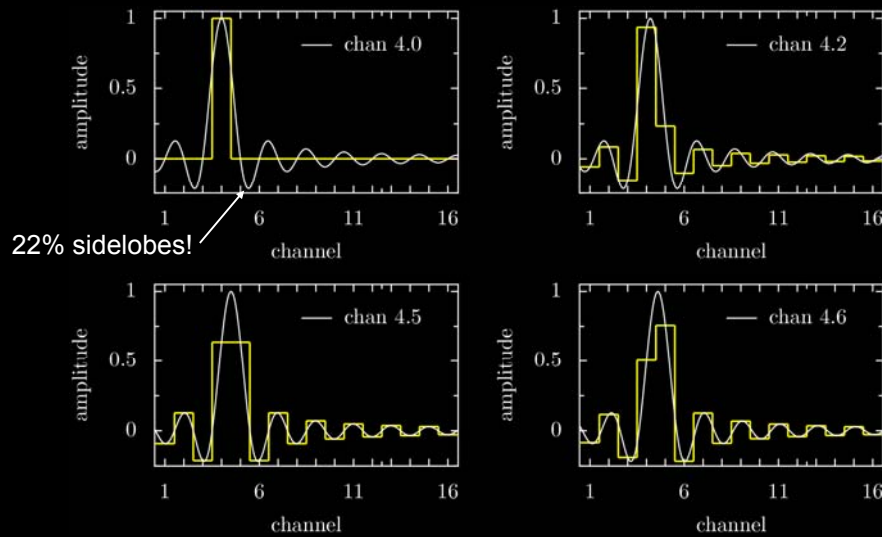 1
0.5
0
amplitude
chan 4.0
1 6 11 16
channel
22% sidelobes!
1
0.5
0
amplitude
chan 4.2
1 6 11 16
channel
1
0.5
0
amplitude
chan 4.5
1 6 11 16
channel
1
0.5
0
amplitude
chan 4.6
1 6 11 16
channel